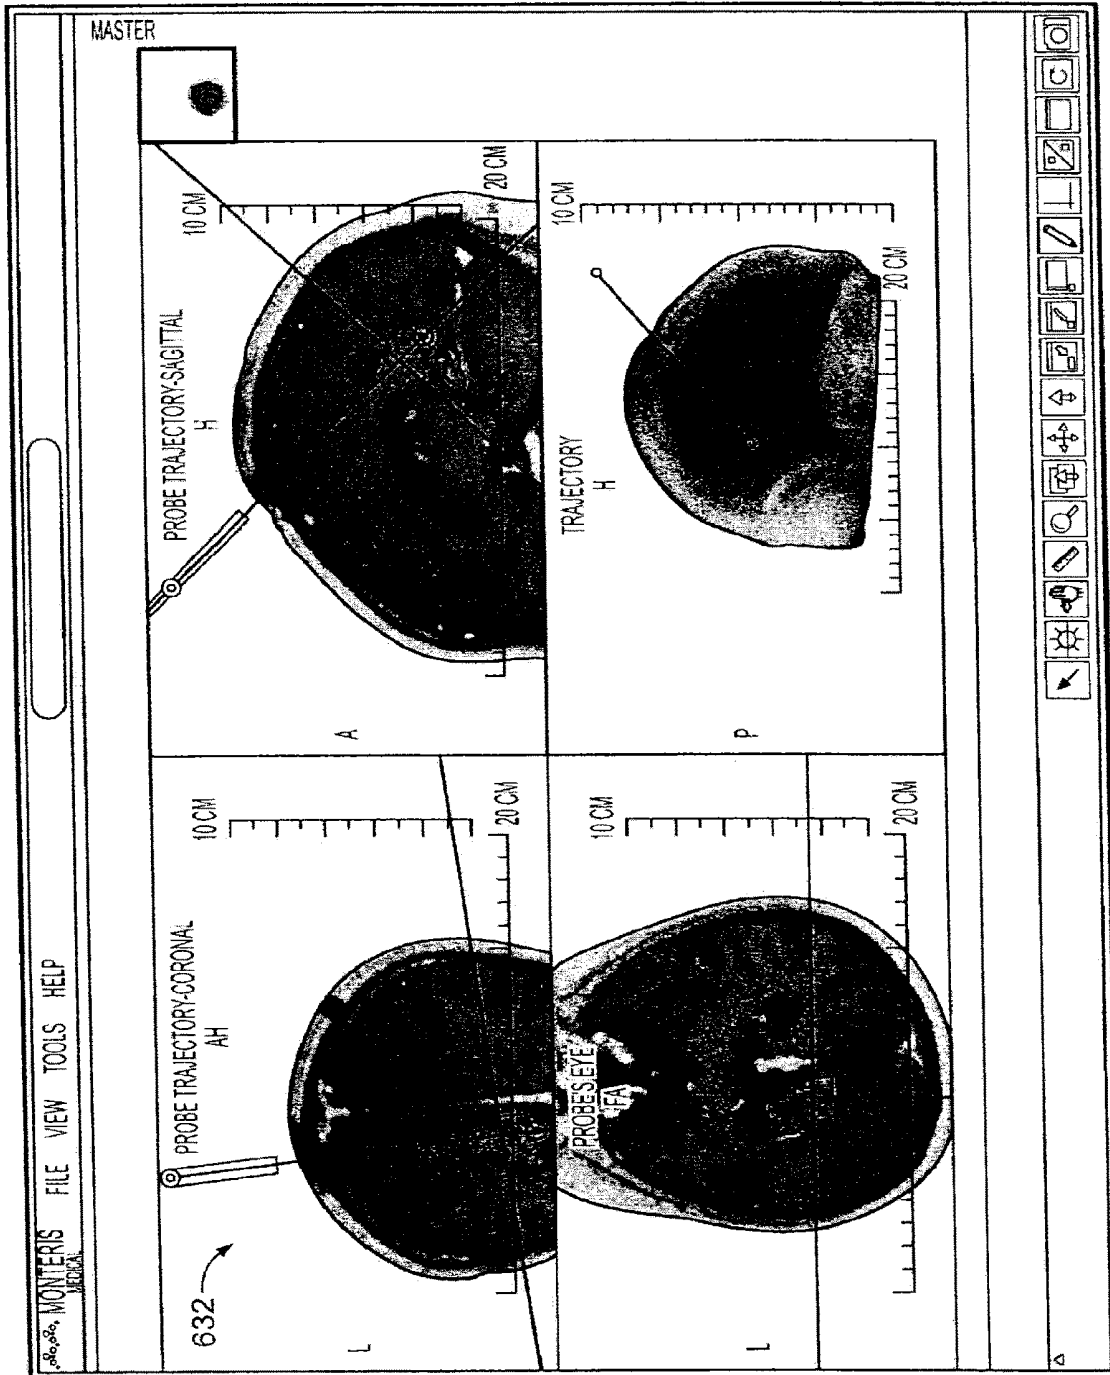 MONTERIS
MEDICAL
FILE VIEW TOOLS HELP
MASTER
PROBE TRAJECTORY-CORONAL
AH
632
L
10 CM
20 CM
PROBE TRAJECTORY-SAGITTAL
H
A
10 CM
20 CM
PROBE'S EYE
FA
L
10 CM
20 CM
TRAJECTORY
H
P
10 CM
20 CM